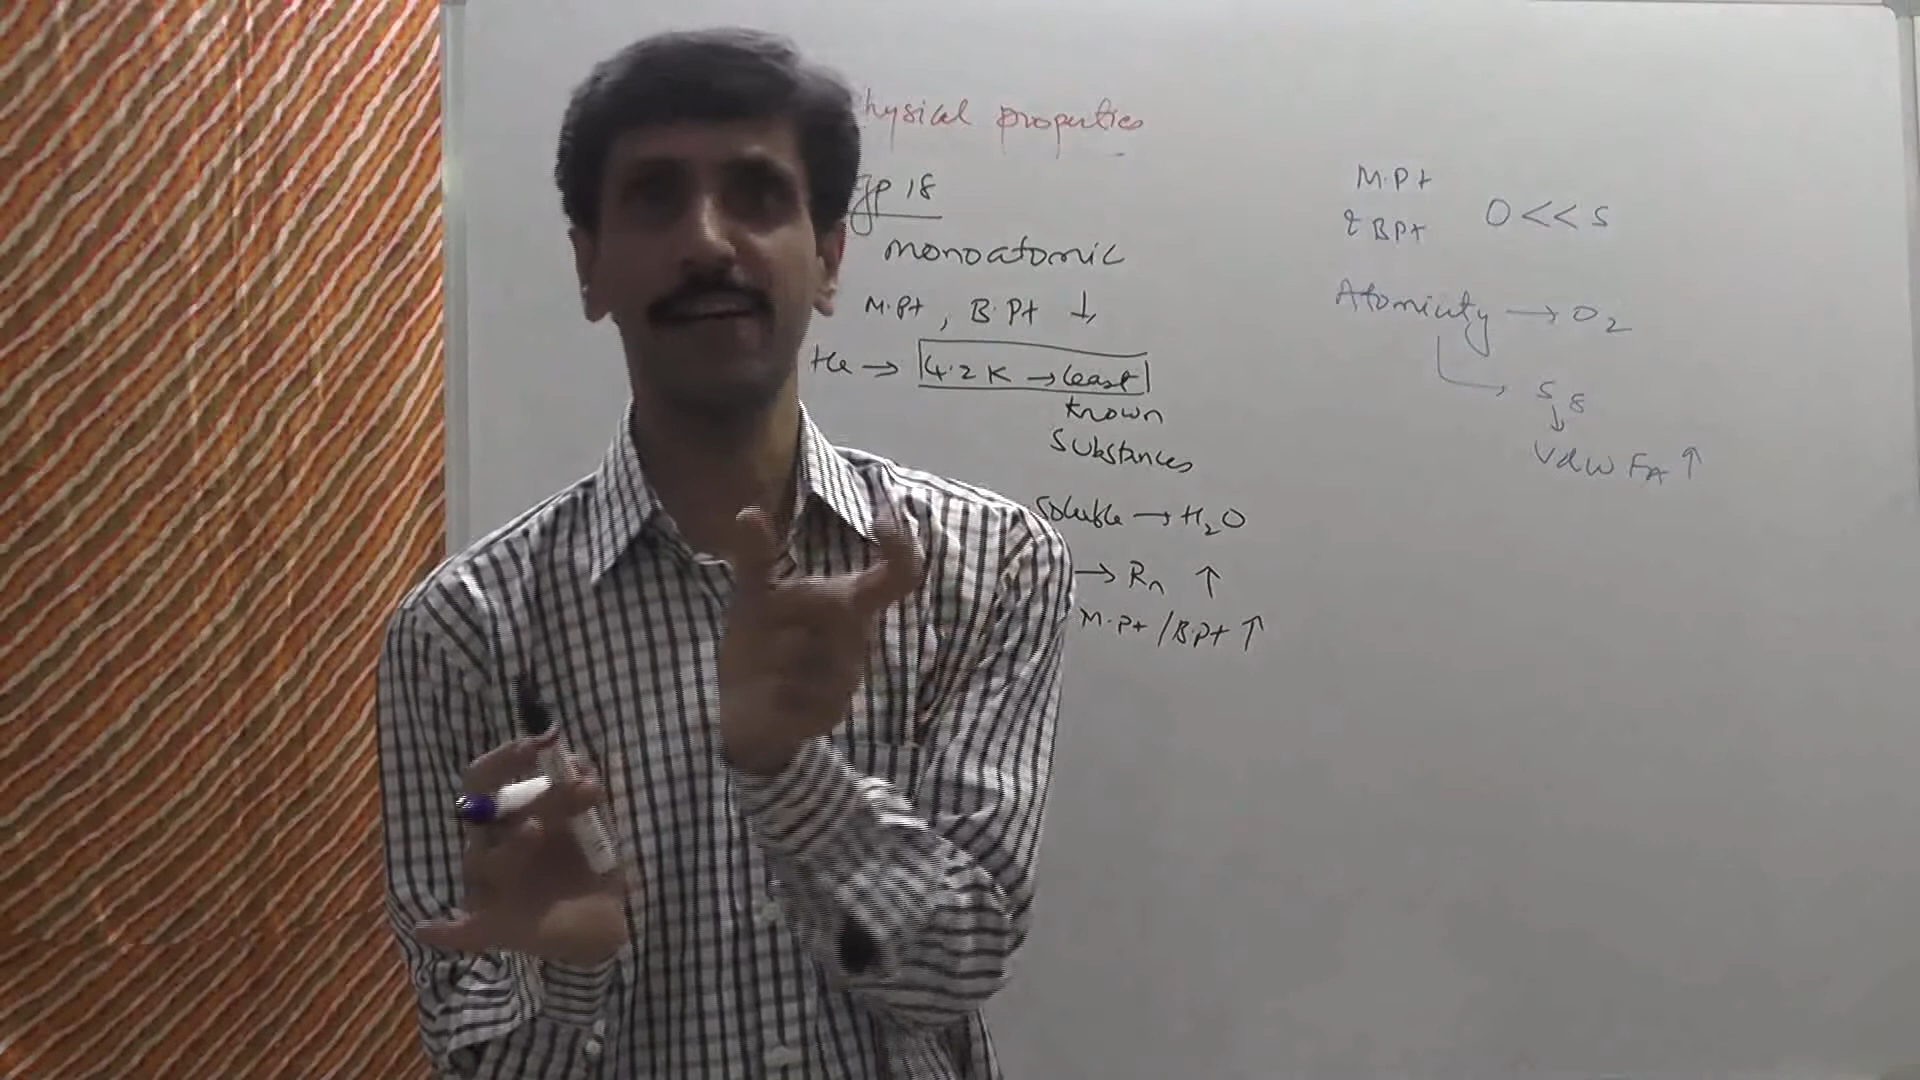 hysical properties
gp 18
monoatomic
M.Pt, B.Pt ↓
He → 4.2 K → least
known
substances
soluble → H₂O
→ Rn ↑
M.Pt / B.Pt ↑
M.Pt
& B Pt O << S
Atomicity → O₂
S₈
↓
Vdw FA ↑